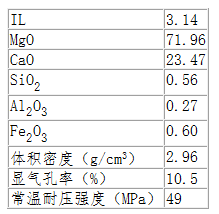 IL 3.14
MgO 71.96
CaO 23.47
SiO₂ 0.56
Al₂O₃ 0.27
Fe₂O₃ 0.60
体积密度（g/cm³） 2.96
显气孔率（%） 10.5
常温耐压强度（MPa） 49